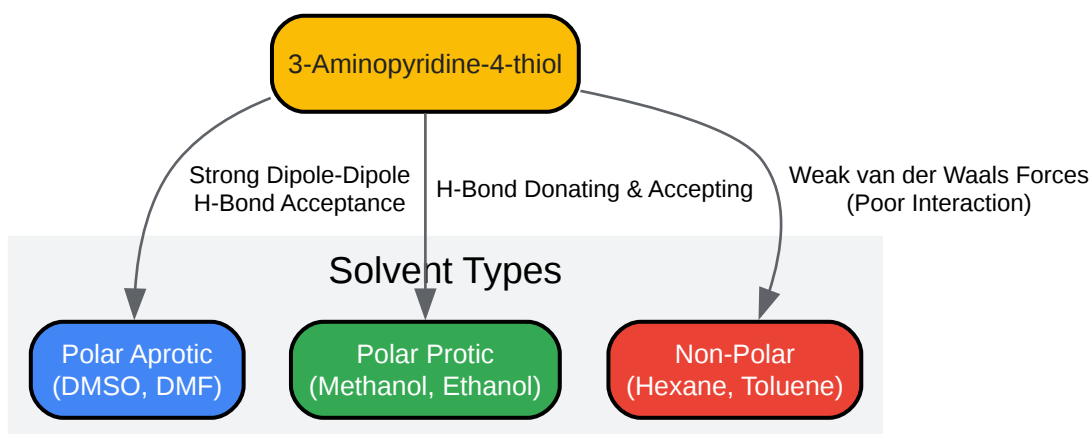 3-Aminopyridine-4-thiol
Strong Dipole-Dipole
H-Bond Acceptance
H-Bond Donating & Accepting
Weak van der Waals Forces
(Poor Interaction)
Solvent Types
Polar Aprotic
(DMSO, DMF)
Polar Protic
(Methanol, Ethanol)
Non-Polar
(Hexane, Toluene)